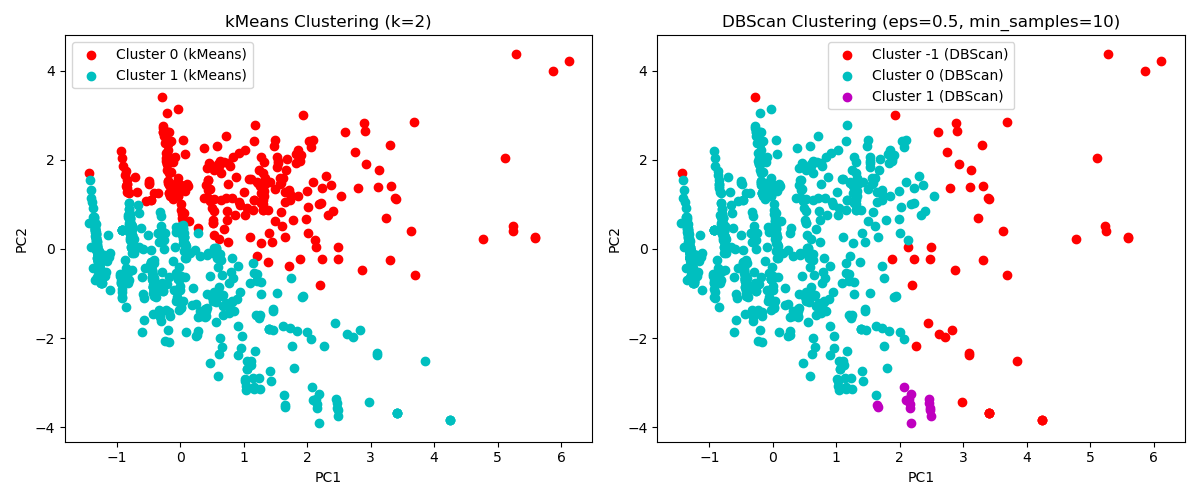 kMeans Clustering (k=2)
Cluster 0 (kMeans)
Cluster 1 (kMeans)
PC2
4
2
0
−2
−4
−1
0
1
2
3
4
5
6
PC1
DBScan Clustering (eps=0.5, min_samples=10)
Cluster -1 (DBScan)
Cluster 0 (DBScan)
Cluster 1 (DBScan)
PC2
4
2
0
−2
−4
−1
0
1
2
3
4
5
6
PC1